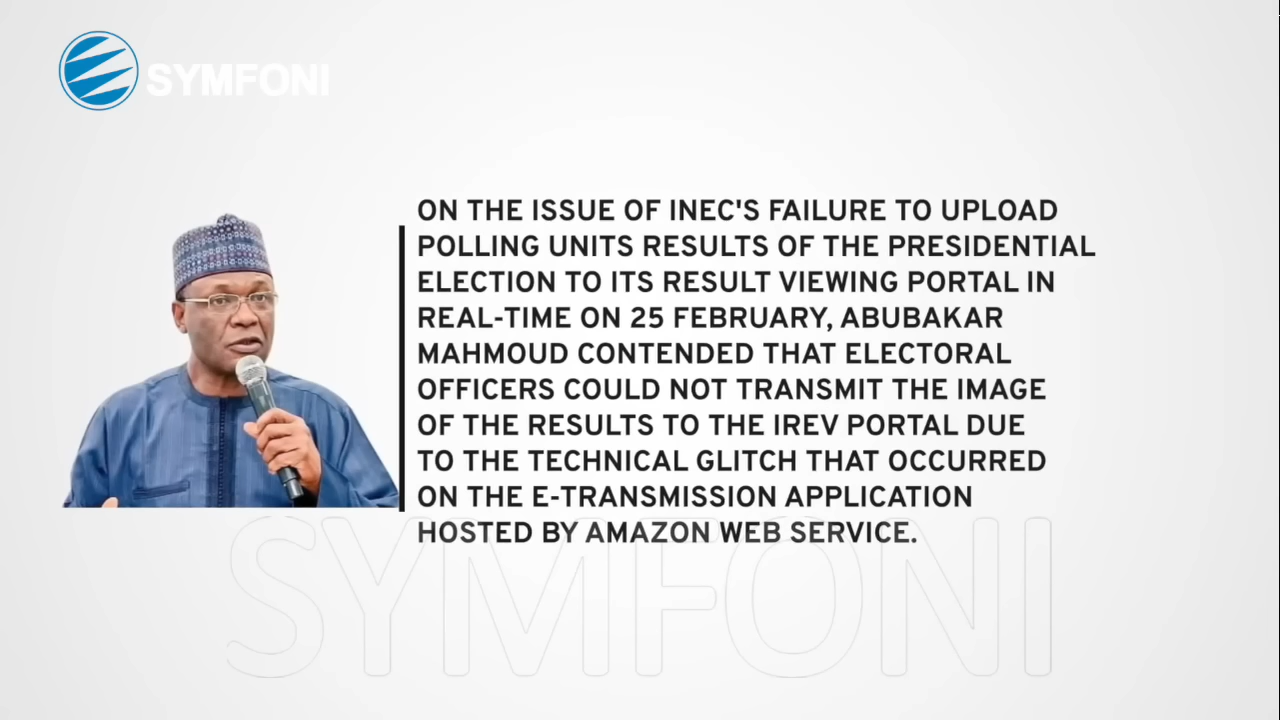 SYMFONI
ON THE ISSUE OF INEC'S FAILURE TO UPLOAD
POLLING UNITS RESULTS OF THE PRESIDENTIAL
ELECTION TO ITS RESULT VIEWING PORTAL IN
REAL-TIME ON 25 FEBRUARY, ABUBAKAR
MAHMOUD CONTENDED THAT ELECTORAL
OFFICERS COULD NOT TRANSMIT THE IMAGE
OF THE RESULTS TO THE IREV PORTAL DUE
TO THE TECHNICAL GLITCH THAT OCCURRED
ON THE E-TRANSMISSION APPLICATION
HOSTED BY AMAZON WEB SERVICE.
SYMFONI